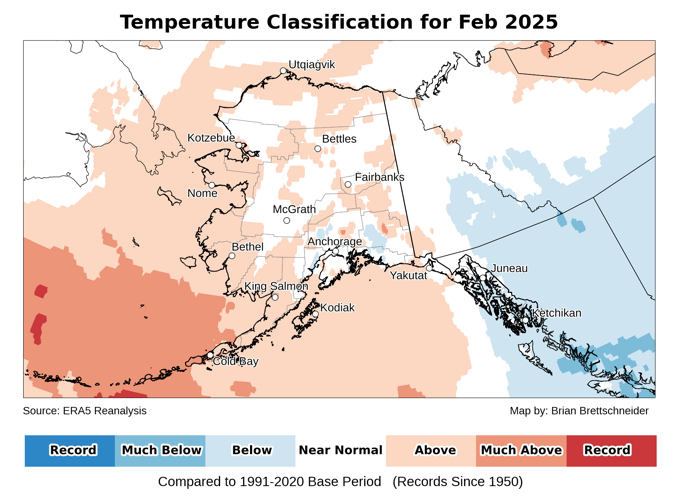 Temperature Classification for Feb 2025
Utqiaġvik
Kotzebue
Bettles
Fairbanks
Nome
McGrath
Anchorage
Bethel
Yakutat
Juneau
King Salmon
Kodiak
Ketchikan
Cold Bay
Source: ERA5 Reanalysis
Map by: Brian Brettschneider
Record Much Below Below Near Normal Above Much Above Record
Compared to 1991-2020 Base Period (Records Since 1950)